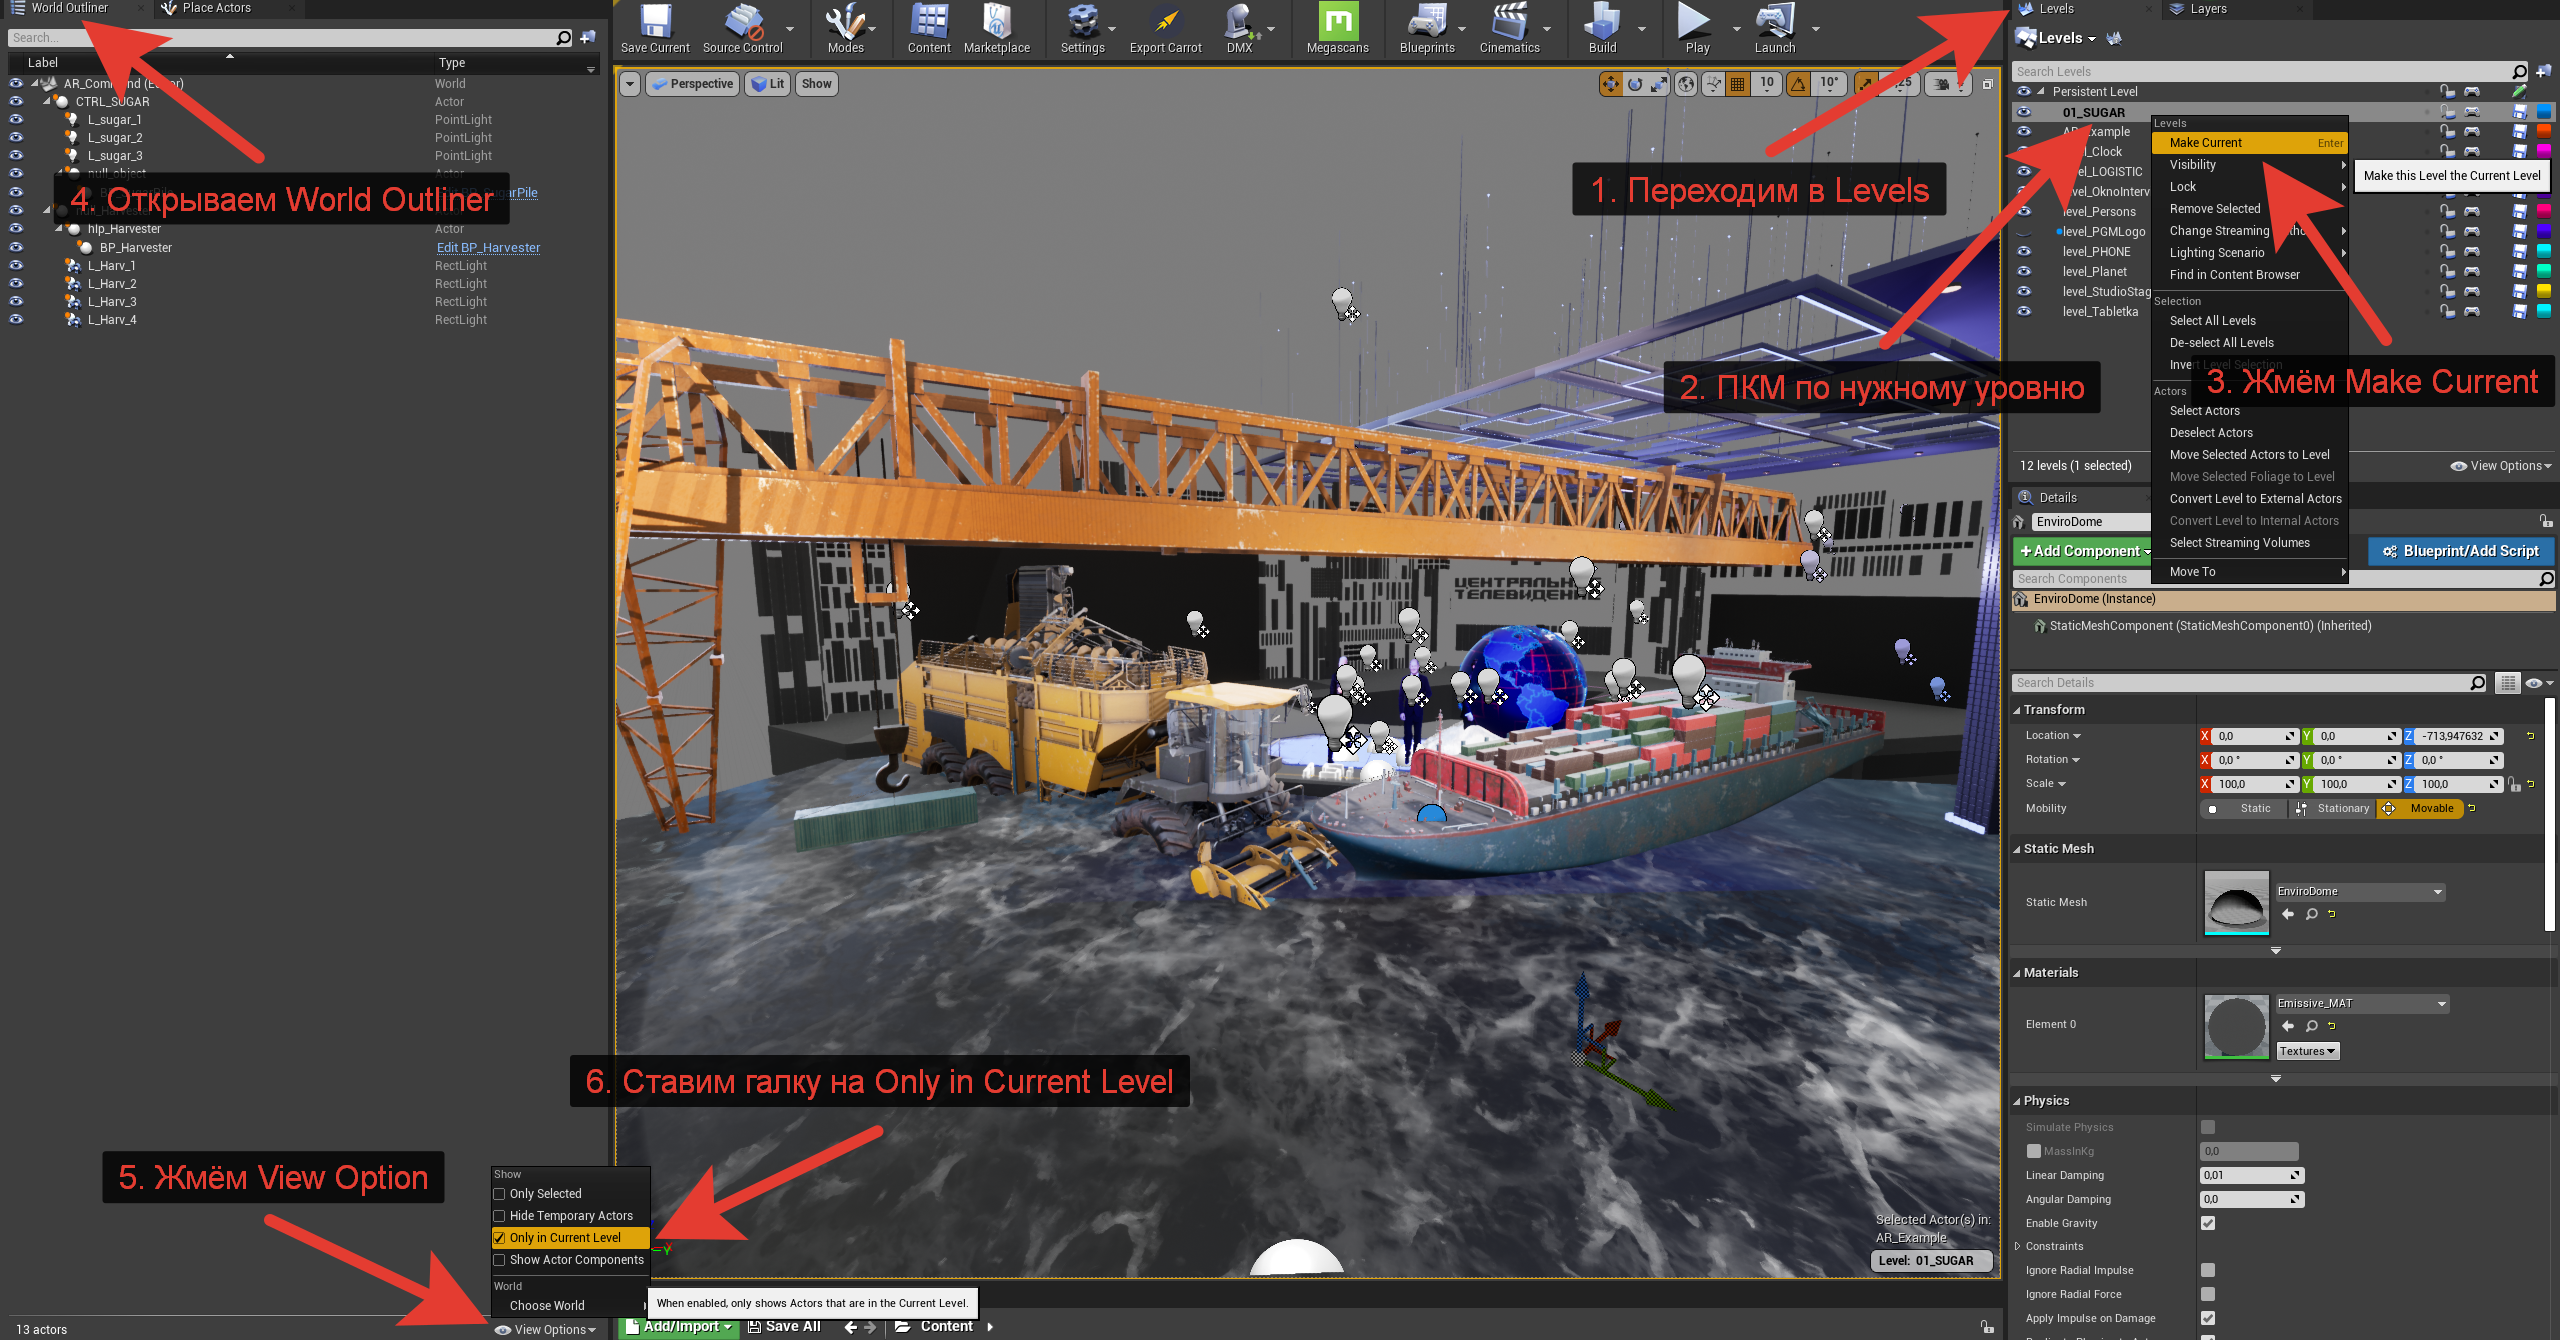 World Outliner
Place Actors
Search...
Label
Type
AR_Command (Editor)
World
CTRL_SUGAR
Actor
L_sugar_1
PointLight
L_sugar_2
PointLight
L_sugar_3
PointLight
null_object
Actor
4. Открываем World Outliner
hlp_Harvester
Actor
BP_Harvester
Edit BP_Harvester
L_Harv_1
RectLight
L_Harv_2
RectLight
L_Harv_3
RectLight
L_Harv_4
RectLight
5. Жмём View Option
Show
Only Selected
Hide Temporary Actors
Only in Current Level
Show Actor Components
World
Choose World
When enabled, only shows Actors that are in the Current Level.
13 actors
View Options
Save Current
Source Control
Modes
Content
Marketplace
Settings
Export Carrot
DMX
Megascans
Blueprints
Cinematics
Build
Play
Launch
Perspective
Lit
Show
10
10°
1. Переходим в Levels
2. ПКМ по нужному уровню
ЦЕНТРАЛЬНОЕ
ТЕЛЕВИДЕНИЕ
6. Ставим галку на Only in Current Level
Selected Actor(s) in:
AR_Example
Level: 01_SUGAR
Add/Import
Save All
Content
Levels
Layers
Levels
Search Levels
Persistent Level
01_SUGAR
AR_Example
level_Clock
level_LOGISTIC
level_OknoInterv
level_Persons
level_PGMLogo
level_PHONE
level_Planet
level_StudioStag
level_Tabletka
Levels
Make Current
Enter
Visibility
Lock
Remove Selected
Change Streaming Method
Lighting Scenario
Find in Content Browser
Make this Level the Current Level
Selection
Select All Levels
De-select All Levels
Invert Level Selection
3. Жмём Make Current
Actors
Select Actors
Deselect Actors
Move Selected Actors to Level
Move Selected Foliage to Level
Convert Level to External Actors
Convert Level to Internal Actors
Select Streaming Volumes
Move To
12 levels (1 selected)
View Options
Details
EnviroDome
Add Component
Blueprint/Add Script
Search Components
EnviroDome (Instance)
StaticMeshComponent (StaticMeshComponent0) (Inherited)
Search Details
Transform
Location
X 0,0
Y 0,0
Z -713,947632
Rotation
X 0,0 °
Y 0,0 °
Z 0,0 °
Scale
X 100,0
Y 100,0
Z 100,0
Mobility
Static
Stationary
Movable
Static Mesh
Static Mesh
EnviroDome
Materials
Element 0
Emissive_MAT
Textures
Physics
Simulate Physics
MassInKg
0,0
Linear Damping
0,01
Angular Damping
0,0
Enable Gravity
Constraints
Ignore Radial Impulse
Ignore Radial Force
Apply Impulse on Damage